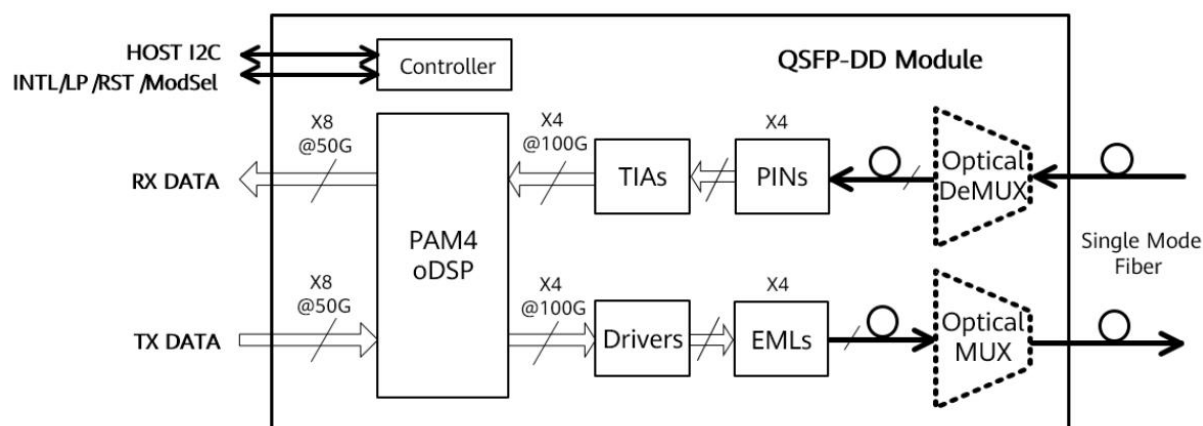 HOST I2C
INTL/LP /RST /ModSel
Controller
QSFP-DD Module
X8
@50G
X4
@100G
X4
RX DATA
TIAs
PINs
Optical
DeMUX
PAM4
oDSP
Single Mode
Fiber
X8
@50G
X4
@100G
X4
TX DATA
Drivers
EMLs
Optical
MUX